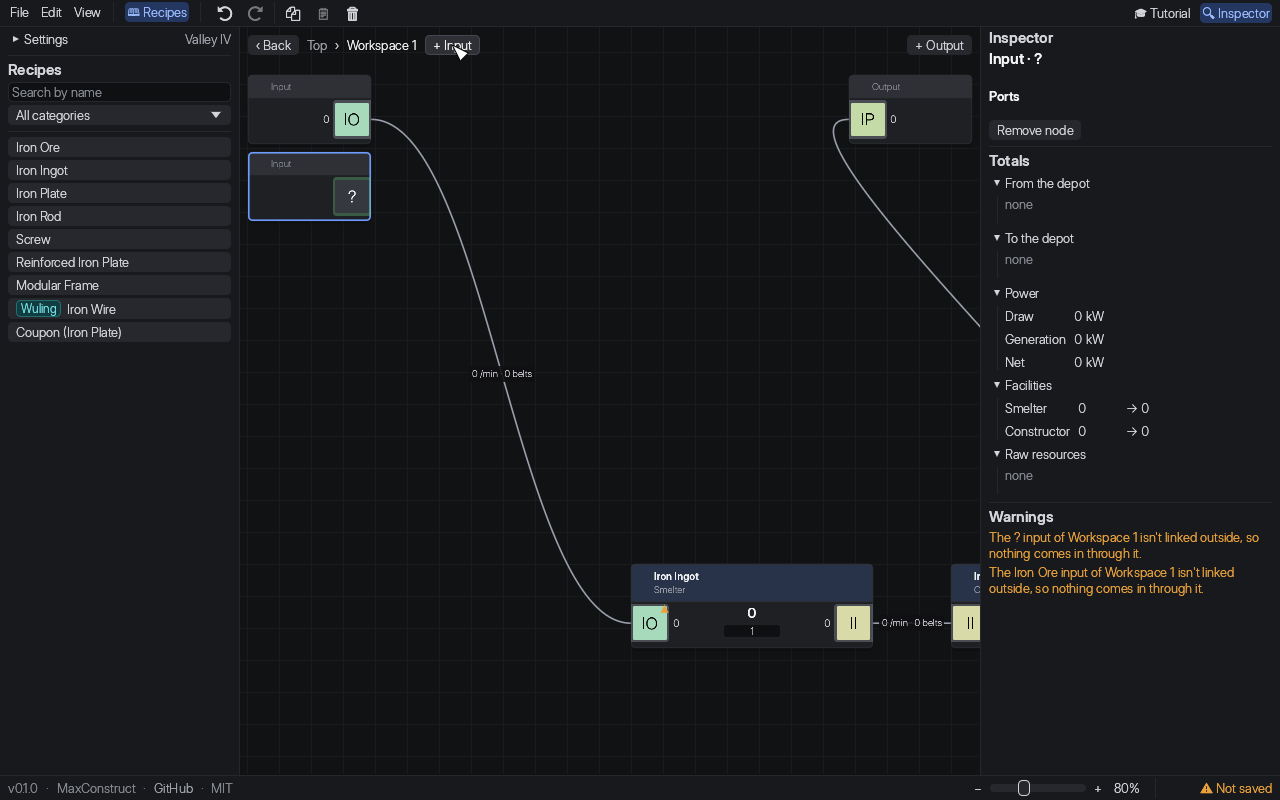 File Edit View Recipes Tutorial Inspector
Settings Valley IV
Recipes
Search by name
All categories
Iron Ore
Iron Ingot
Iron Plate
Iron Rod
Screw
Reinforced Iron Plate
Modular Frame
Wuling Iron Wire
Coupon (Iron Plate)
‹ Back Top › Workspace 1 + Input + Output
Input
0 IO
Input
?
Output
IP 0
0 /min · 0 belts
Iron Ingot
Smelter
IO 0 0 0 II
1
0 /min · 0 belts
II
Inspector
Input · ?
Ports
Remove node
Totals
From the depot
none
To the depot
none
Power
Draw 0 kW
Generation 0 kW
Net 0 kW
Facilities
Smelter 0 → 0
Constructor 0 → 0
Raw resources
none
Warnings
The ? input of Workspace 1 isn't linked outside, so
nothing comes in through it.
The Iron Ore input of Workspace 1 isn't linked
outside, so nothing comes in through it.
v0.1.0 · MaxConstruct · GitHub · MIT
− + 80% Not saved